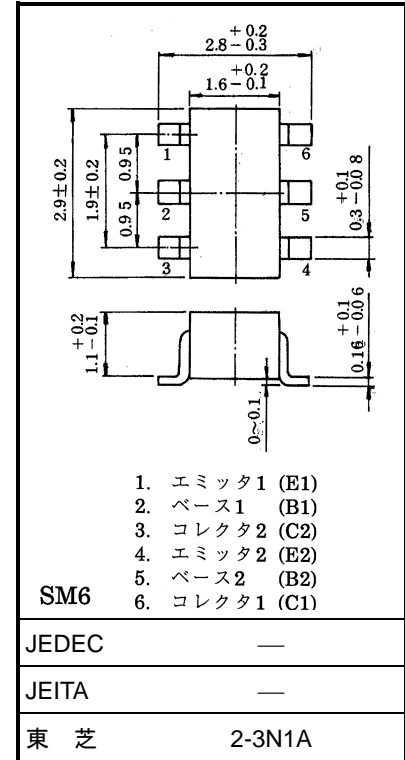 +0.2
2.8-0.3
+0.2
1.6-0.1
2.9±0.2
1.9±0.2
0.95
0.95
1
2
3
6
5
4
+0.1
0.3-0.08
+0.2
1.1-0.1
+0.1
0.16-0.06
0~0.1
1. エミッタ1 (E1)
2. ベース1 (B1)
3. コレクタ2 (C2)
4. エミッタ2 (E2)
5. ベース2 (B2)
SM6 6. コレクタ1 (C1)
JEDEC —
JEITA —
東 芝 2-3N1A